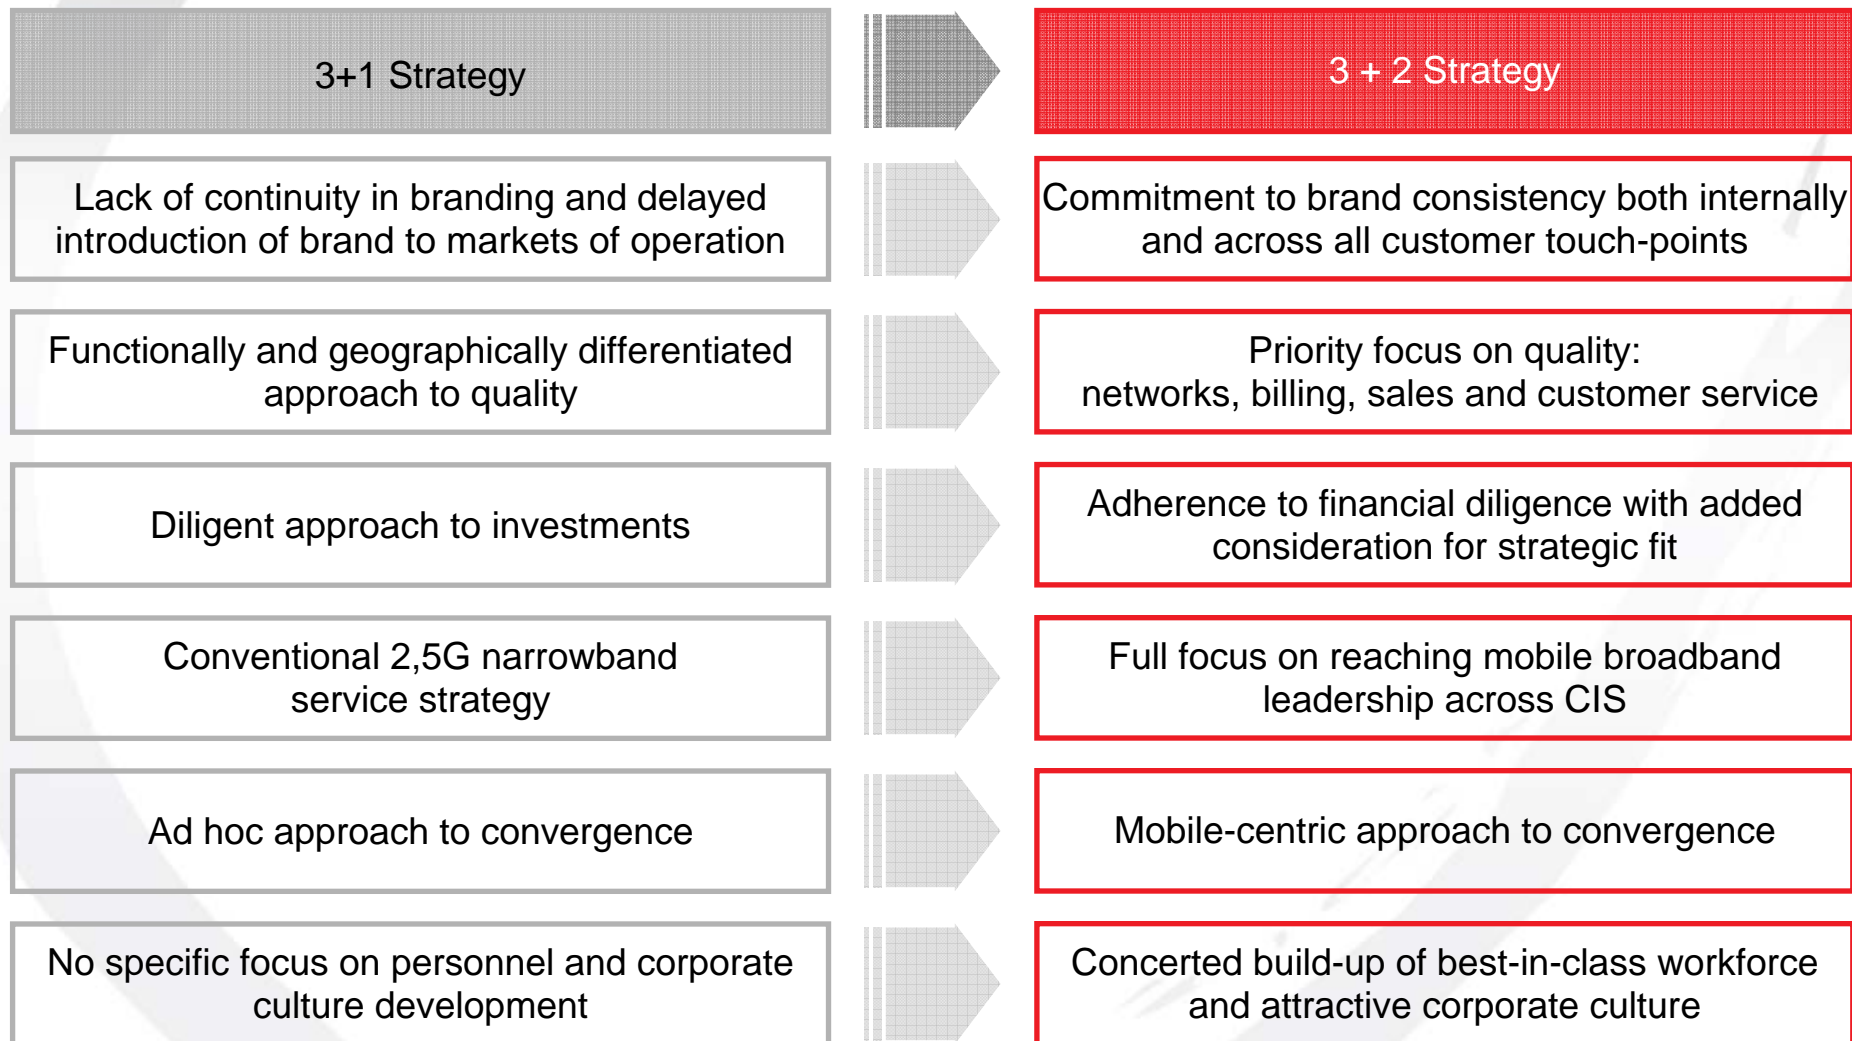 3+1 Strategy
3 + 2 Strategy
Lack of continuity in branding and delayed
introduction of brand to markets of operation
Commitment to brand consistency both internally
and across all customer touch-points
Functionally and geographically differentiated
approach to quality
Priority focus on quality:
networks, billing, sales and customer service
Diligent approach to investments
Adherence to financial diligence with added
consideration for strategic fit
Conventional 2,5G narrowband
service strategy
Full focus on reaching mobile broadband
leadership across CIS
Ad hoc approach to convergence
Mobile-centric approach to convergence
No specific focus on personnel and corporate
culture development
Concerted build-up of best-in-class workforce
and attractive corporate culture